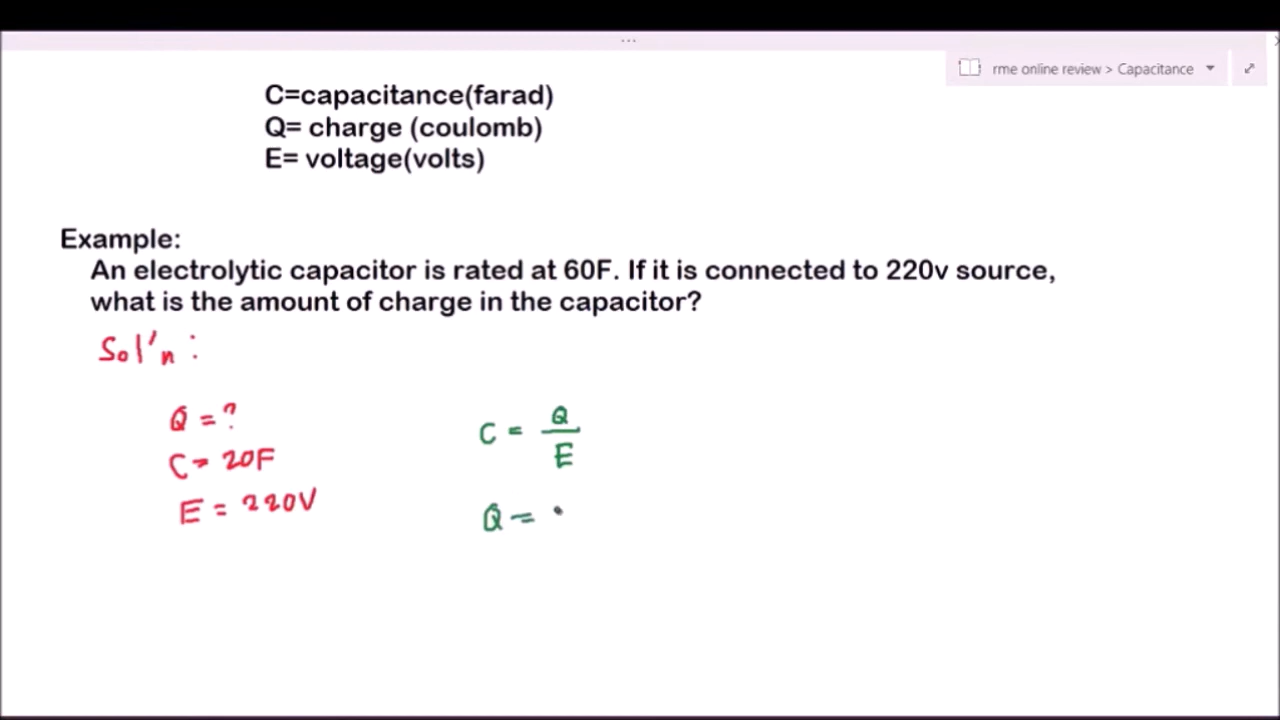 ...
rme online review > Capacitance
C=capacitance(farad)
Q= charge (coulomb)
E= voltage(volts)
Example:
An electrolytic capacitor is rated at 60F. If it is connected to 220v source,
what is the amount of charge in the capacitor?
Sol'n :
Q = ?
C = 20F
E = 220V
C = Q/E
Q =